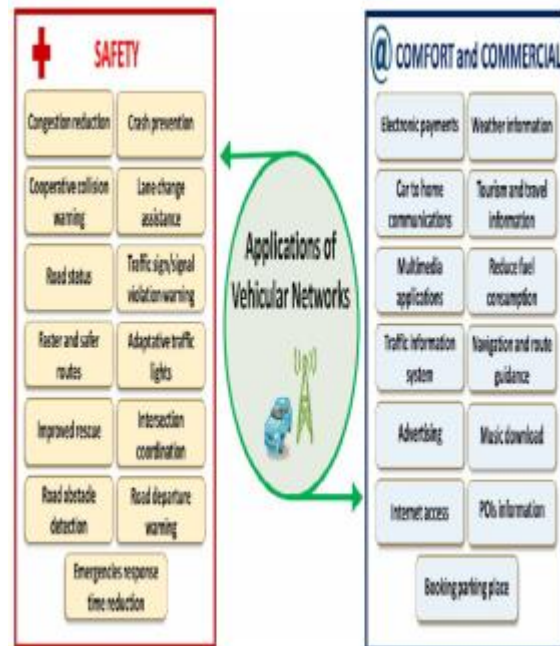 SAFETY
Congestion reduction
Crash prevention
Cooperative collision
warning
Lane change
assistance
Road status
Traffic sign/signal
violation warning
Faster and safer
routes
Adaptative traffic
lights
Improved rescue
Intersection
coordination
Road obstacle
detection
Road departure
warning
Emergencies response
time reduction
Applications of
Vehicular Networks
@ COMFORT and COMMERCIAL
Electronic payments
Weather information
Car to home
communications
Tourism and travel
information
Multimedia
applications
Reduce fuel
consumption
Traffic information
system
Navigation and route
guidance
Advertising
Music download
Internet access
POIs information
Booking parking place